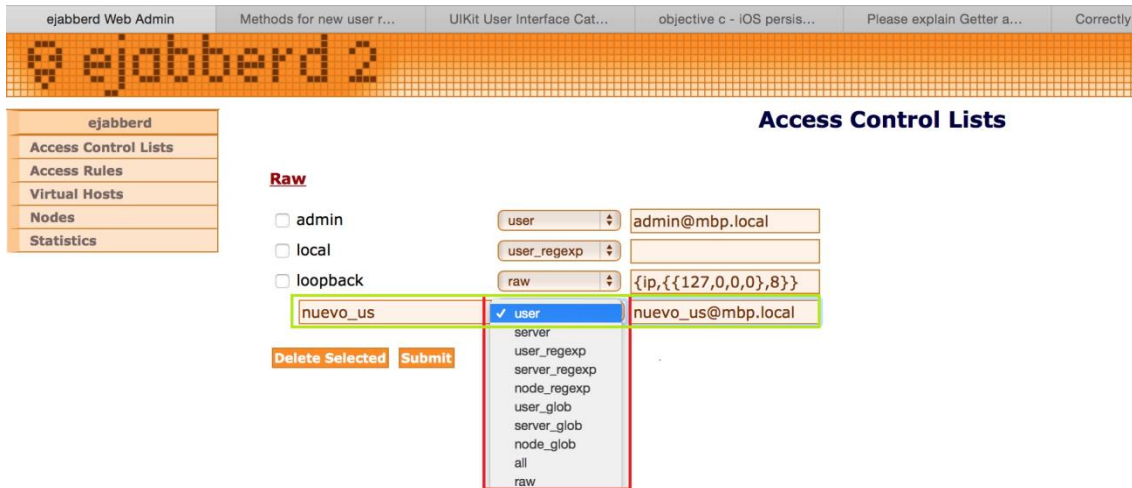 ejabberd Web Admin
Methods for new user r...
UIKit User Interface Cat...
objective c - iOS persis...
Please explain Getter a...
Correctly
ejabberd 2
ejabberd
Access Control Lists
Access Rules
Virtual Hosts
Nodes
Statistics
Access Control Lists
Raw
admin user admin@mbp.local
local user_regexp
loopback raw {ip,{{127,0,0,0},8}}
nuevo_us ✓ user nuevo_us@mbp.local
server
user_regexp
server_regexp
node_regexp
user_glob
server_glob
node_glob
all
raw
Delete Selected Submit